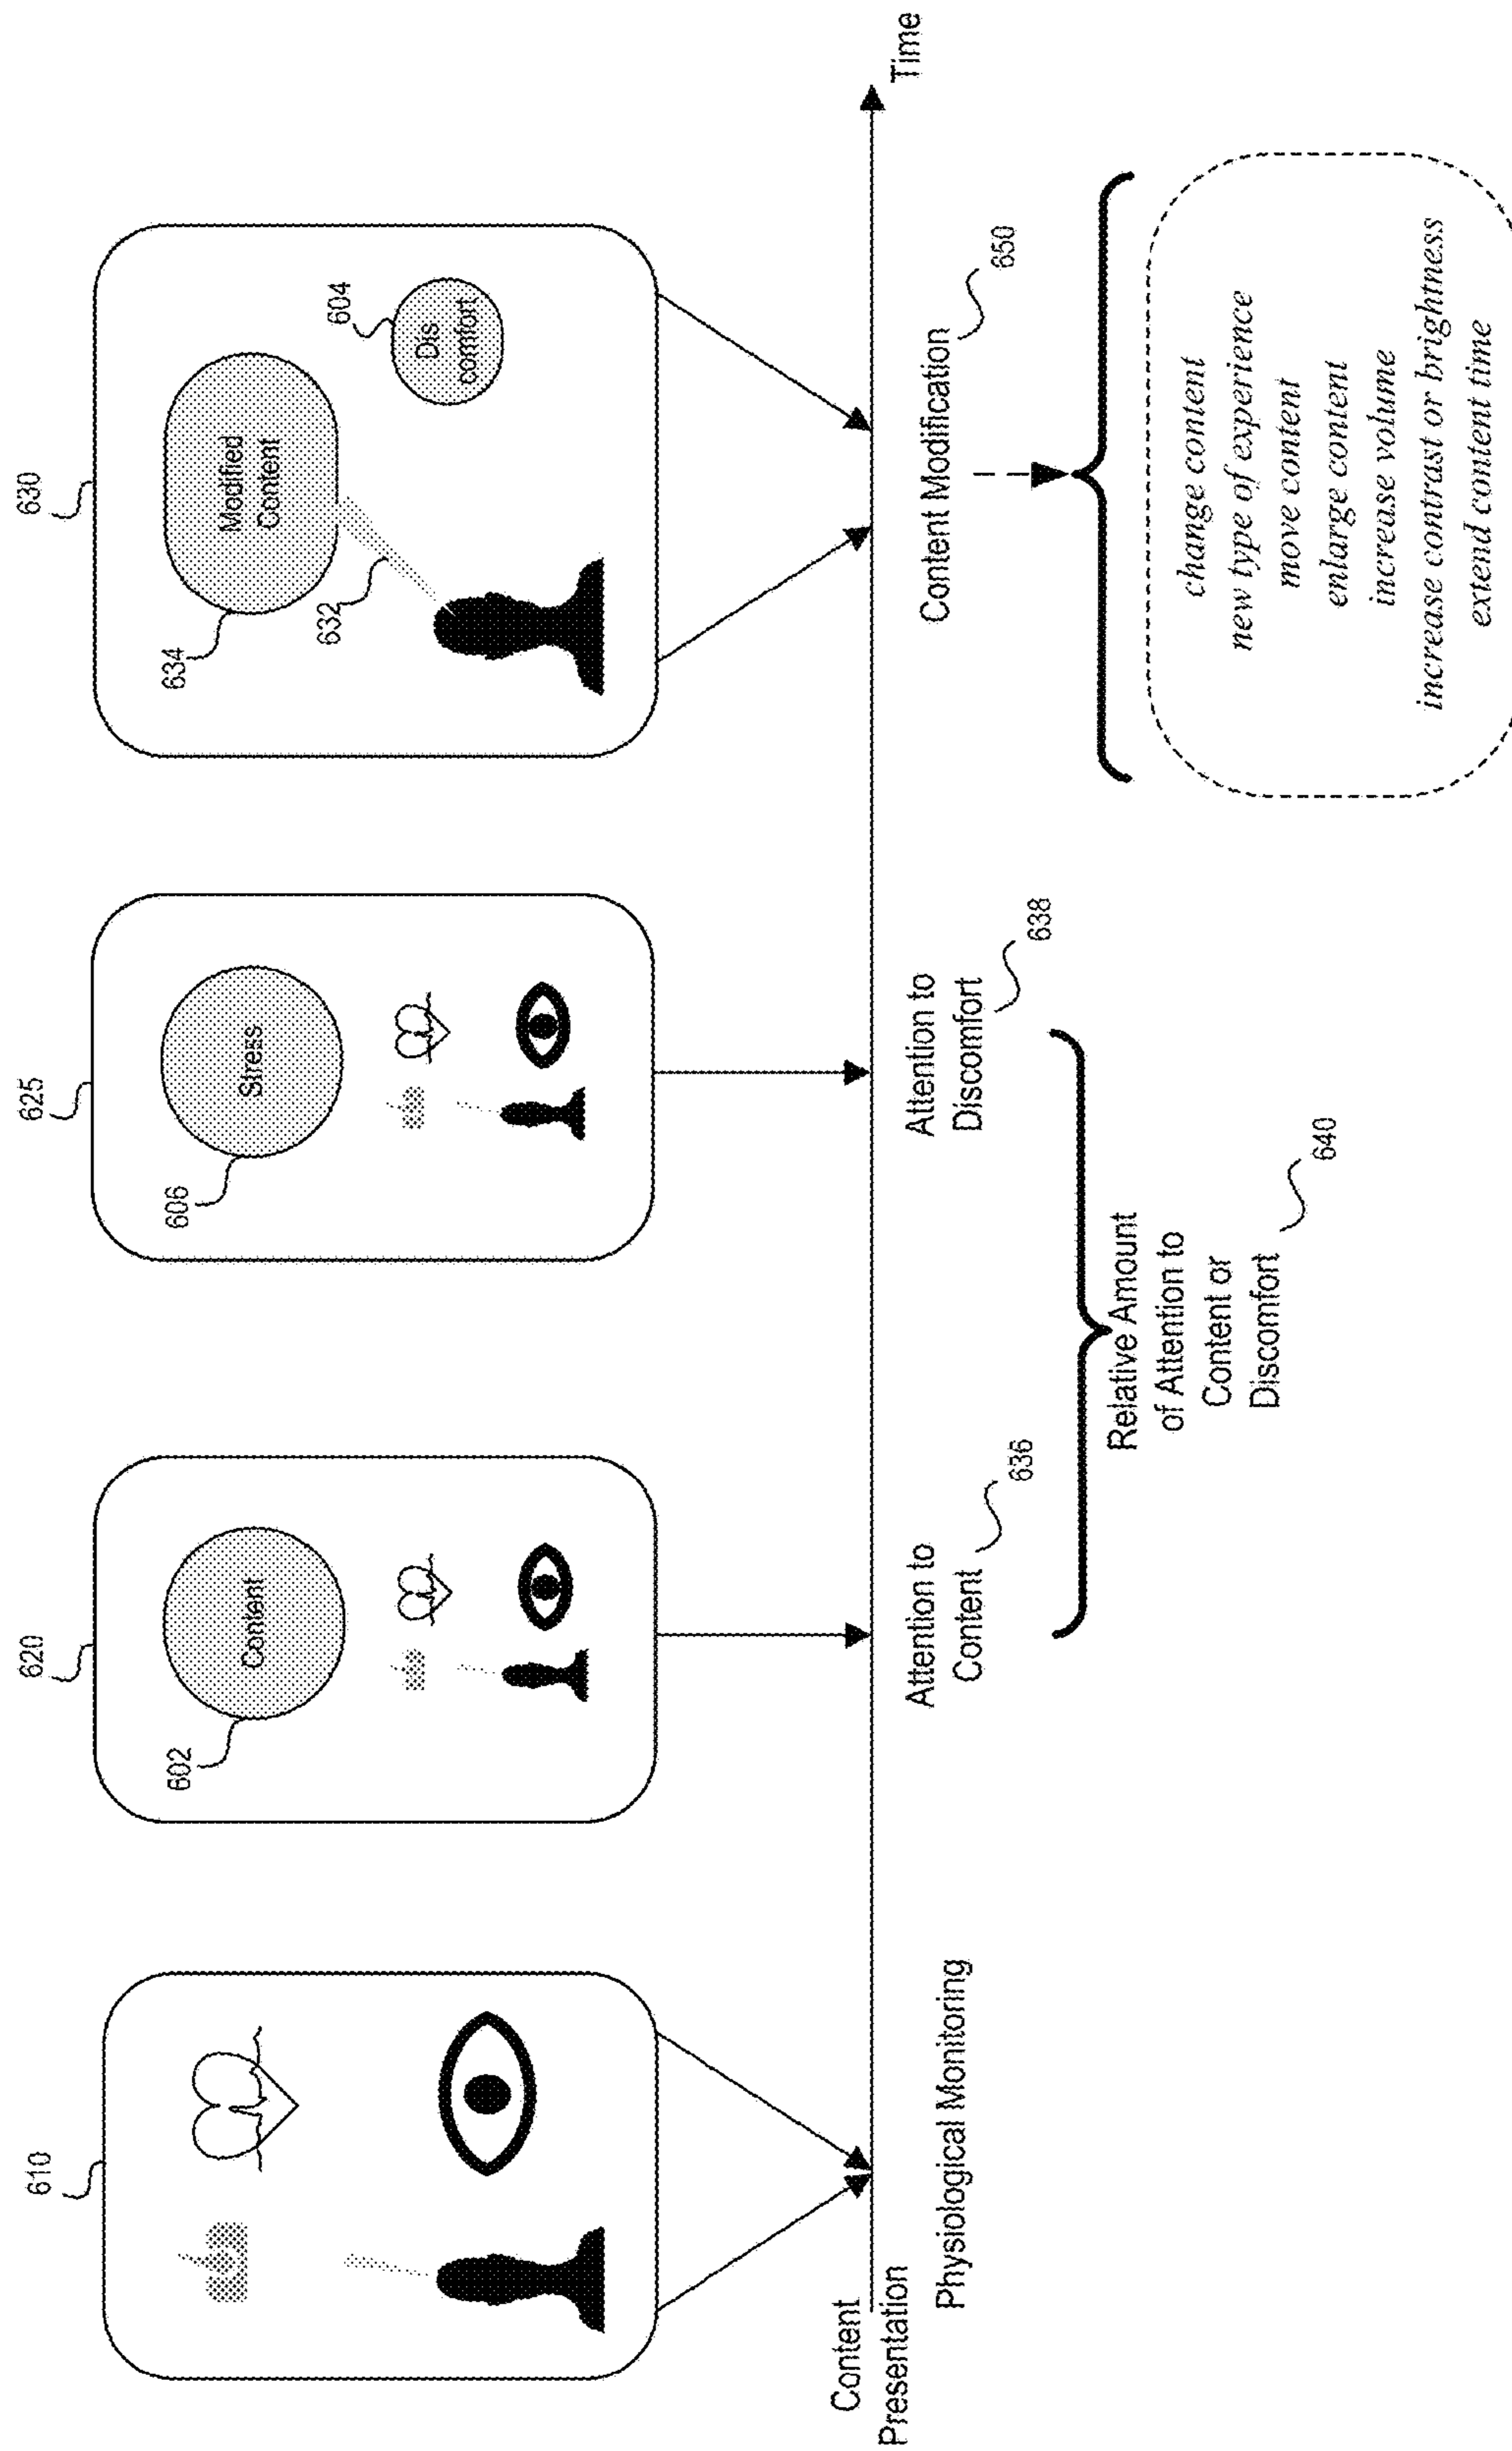 610
620
602
Content
625
606
Stress
630
634
Modified
Content
632
604
Dis
comfort
Content
Presentation
Time
Physiological Monitoring
Attention to
Content
636
Attention to
Discomfort
638
Relative Amount
of Attention to
Content or
Discomfort
640
Content Modification
650
change content
new type of experience
move content
enlarge content
increase volume
increase contrast or brightness
extend content time